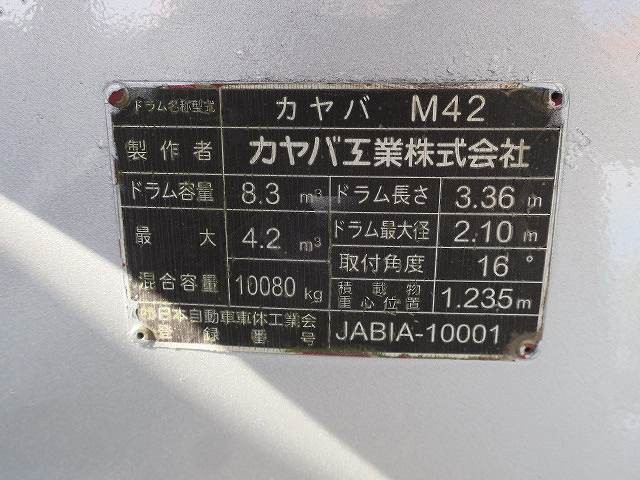 ドラム名称型式 カヤバ M42
製作者 カヤバ工業株式会社
ドラム容量 8.3 m³ ドラム長さ 3.36 m
最大 4.2 m³ ドラム最大径 2.10 m
取付角度 16°
混合容量 10080 kg 積載物重心位置 1.235 m
㈳日本自動車車体工業会
登録番号 JABIA-10001